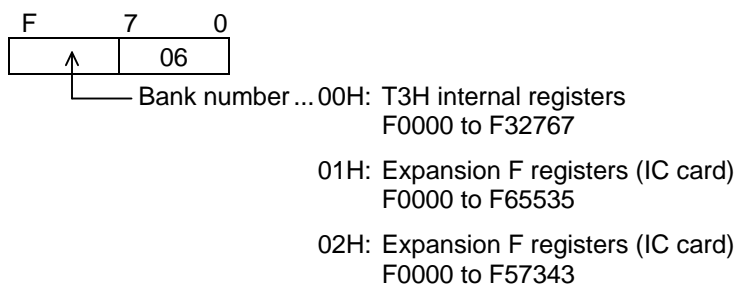 F 7 0
06
Bank number ... 00H: T3H internal registers
F0000 to F32767
01H: Expansion F registers (IC card)
F0000 to F65535
02H: Expansion F registers (IC card)
F0000 to F57343